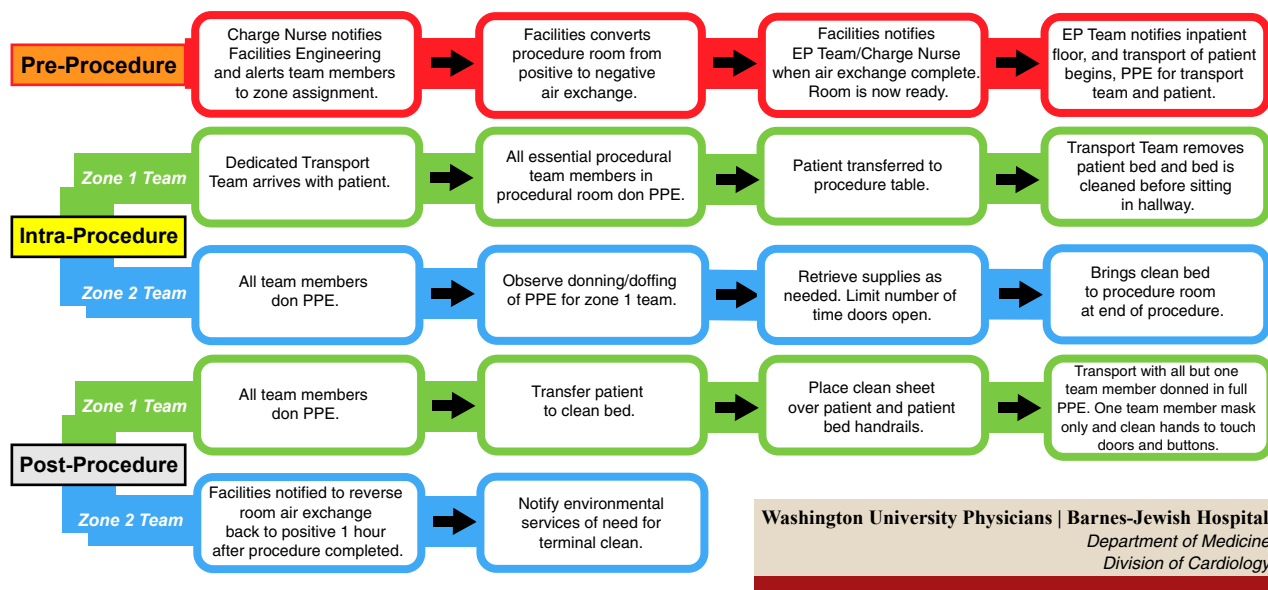 Pre-Procedure
Charge Nurse notifies
Facilities Engineering
and alerts team members
to zone assignment.
Facilities converts
procedure room from
positive to negative
air exchange.
Facilities notifies
EP Team/Charge Nurse
when air exchange complete.
Room is now ready.
EP Team notifies inpatient
floor, and transport of patient
begins, PPE for transport
team and patient.
Intra-Procedure
Zone 1 Team
Dedicated Transport
Team arrives with patient.
All essential procedural
team members in
procedural room don PPE.
Patient transferred to
procedure table.
Transport Team removes
patient bed and bed is
cleaned before sitting
in hallway.
Zone 2 Team
All team members
don PPE.
Observe donning/doffing
of PPE for zone 1 team.
Retrieve supplies as
needed. Limit number of
time doors open.
Brings clean bed
to procedure room
at end of procedure.
Post-Procedure
Zone 1 Team
All team members
don PPE.
Transfer patient
to clean bed.
Place clean sheet
over patient and patient
bed handrails.
Transport with all but one
team member donned in full
PPE. One team member mask
only and clean hands to touch
doors and buttons.
Zone 2 Team
Facilities notified to reverse
room air exchange
back to positive 1 hour
after procedure completed.
Notify environmental
services of need for
terminal clean.
Washington University Physicians | Barnes-Jewish Hospital
Department of Medicine
Division of Cardiology